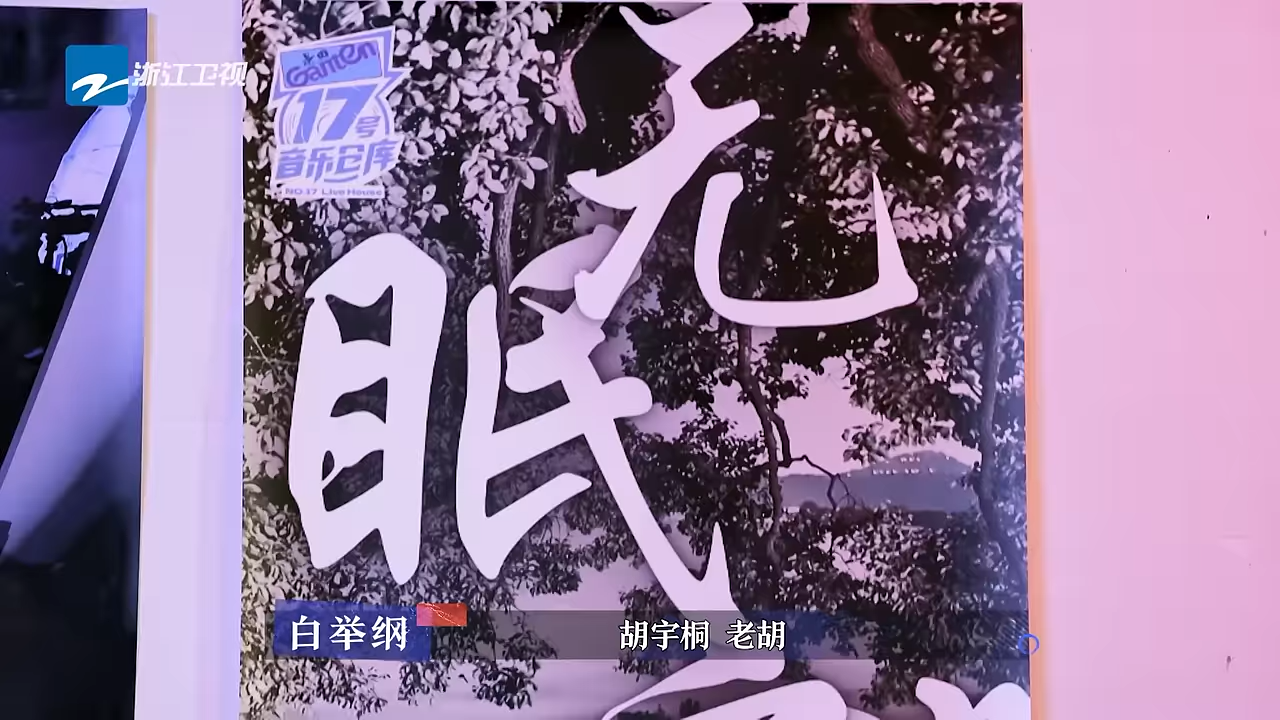 浙江卫视
Ganten
17号
音乐仓库
NO.17 Live House
无
眠
白举纲
胡宇桐 老胡